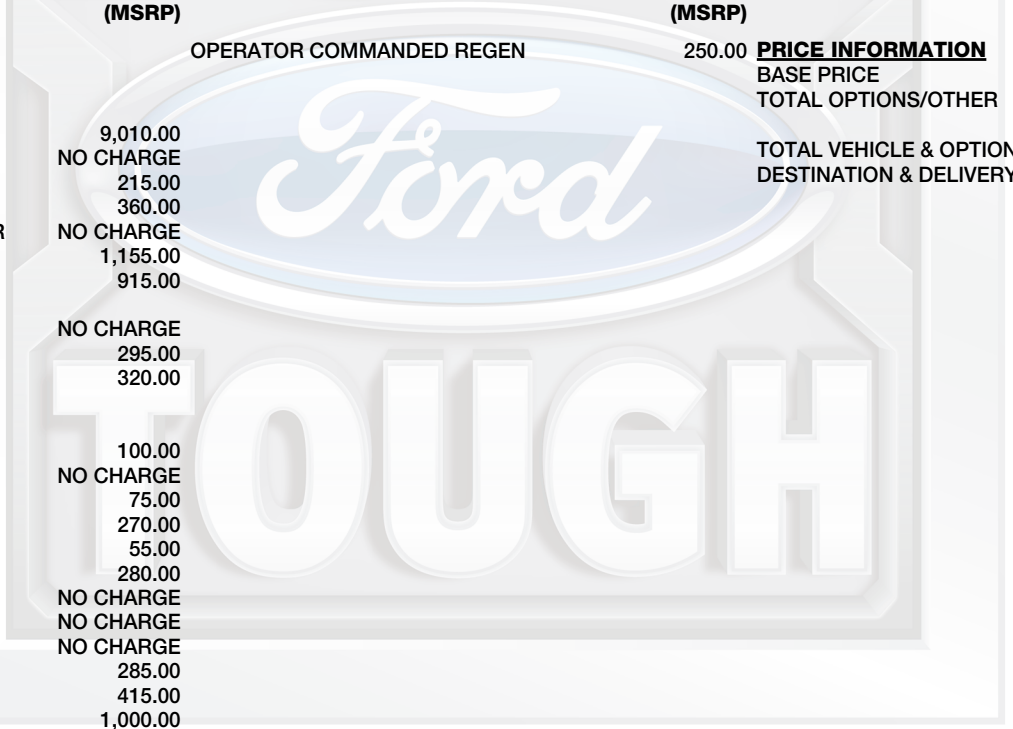 (MSRP) (MSRP)
OPERATOR COMMANDED REGEN 250.00 PRICE INFORMATION
BASE PRICE
TOTAL OPTIONS/OTHER
9,010.00
NO CHARGE TOTAL VEHICLE & OPTION
215.00 DESTINATION & DELIVERY
360.00
R NO CHARGE
1,155.00
915.00
NO CHARGE
295.00
320.00
100.00
NO CHARGE
75.00
270.00
55.00
280.00
NO CHARGE
NO CHARGE
NO CHARGE
285.00
415.00
1,000.00
Ford
TOUGH